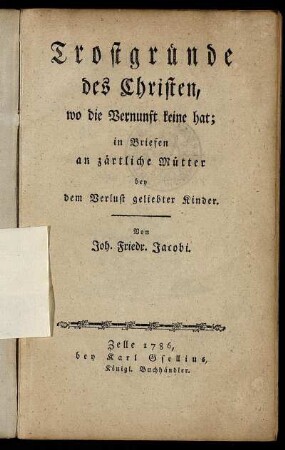 Trostgründe
des Christen,
wo die Vernunft keine hat;
in Briefen
an zärtliche Mütter
bey
dem Verlust geliebter Kinder.
Von
Joh. Friedr. Jacobi.
Zelle 1786,
bey Karl Gsellius,
Königl. Buchhändler.